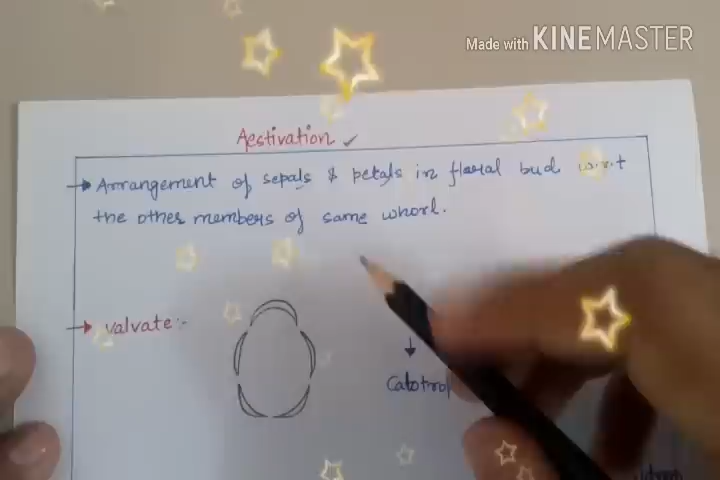 Made with KINEMASTER
Aestivation ✓
→ Arrangement of sepals & petals in floral bud w.r.t
the other members of same whorl.
→ valvate:-
↓